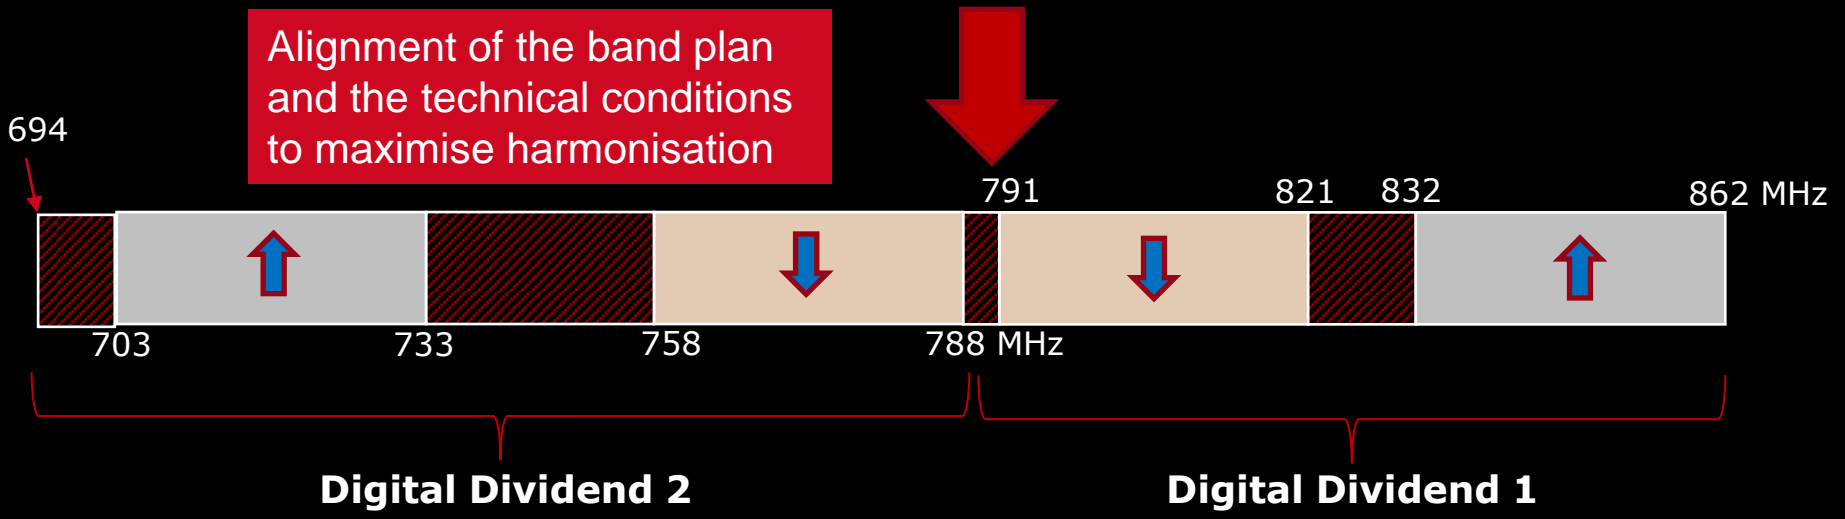 Alignment of the band plan
and the technical conditions
to maximise harmonisation
694
791
821
832
862 MHz
703
733
758
788 MHz
Digital Dividend 2
Digital Dividend 1